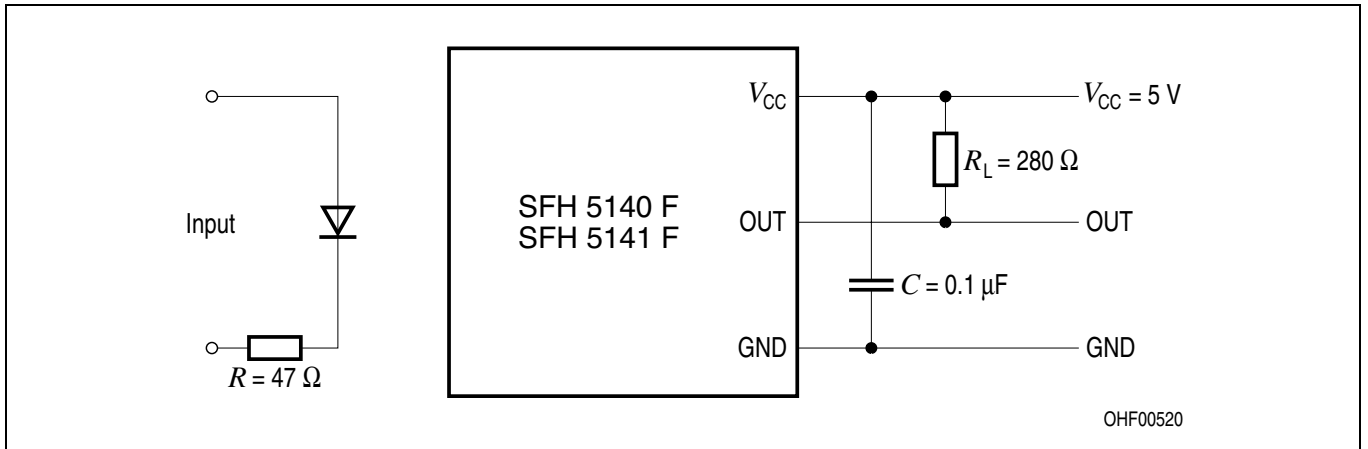 V_CC
V_CC = 5 V
R_L = 280 Ω
SFH 5140 F
SFH 5141 F
Input
OUT
OUT
C = 0.1 μF
GND
GND
R = 47 Ω
OHF00520